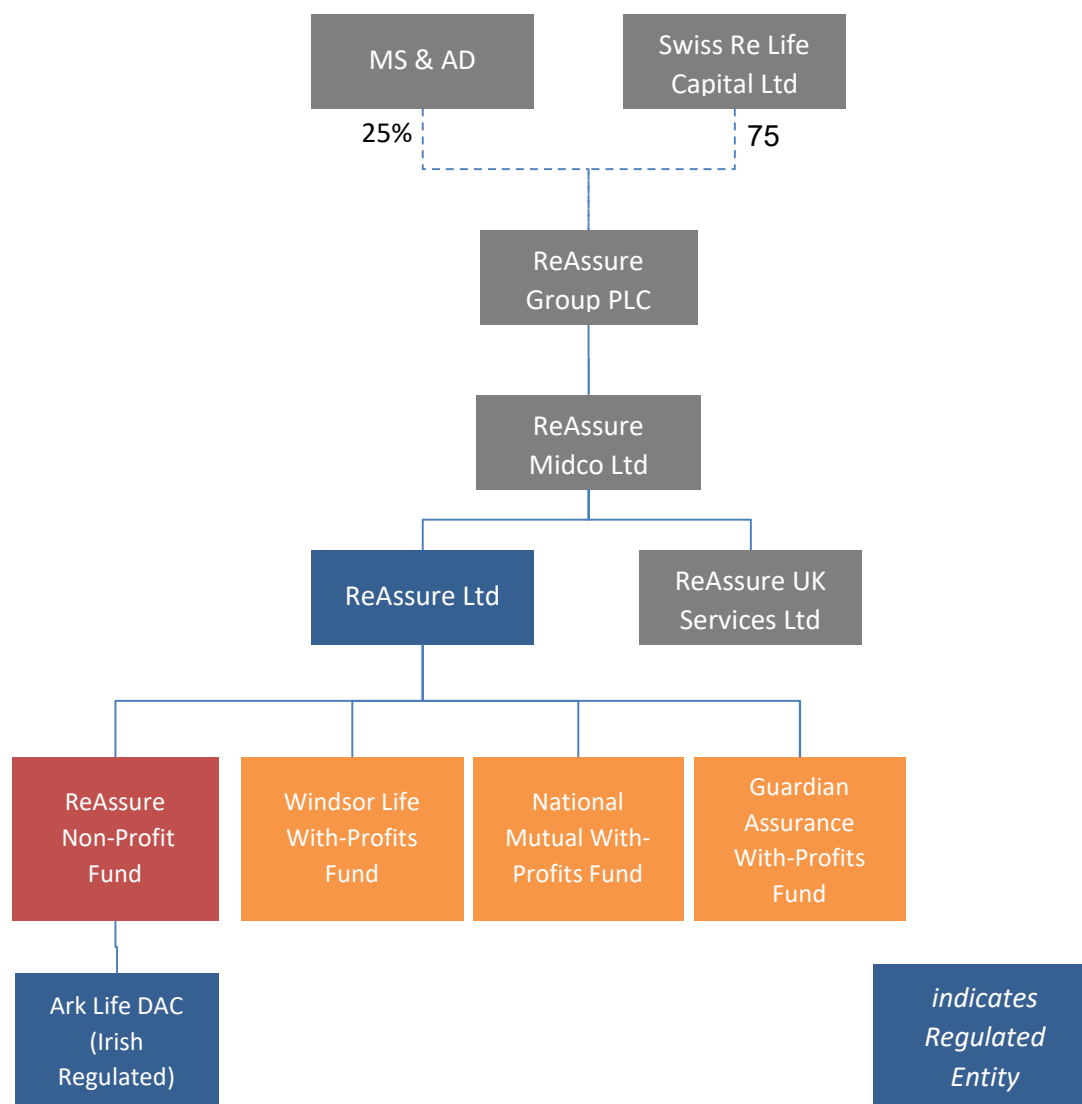 MS & AD
Swiss Re Life
Capital Ltd
25%
75
ReAssure
Group PLC
ReAssure
Midco Ltd
ReAssure Ltd
ReAssure UK
Services Ltd
ReAssure
Non-Profit
Fund
Windsor Life
With-Profits
Fund
National
Mutual With-
Profits Fund
Guardian
Assurance
With-Profits
Fund
Ark Life DAC
(Irish
Regulated)
indicates
Regulated
Entity